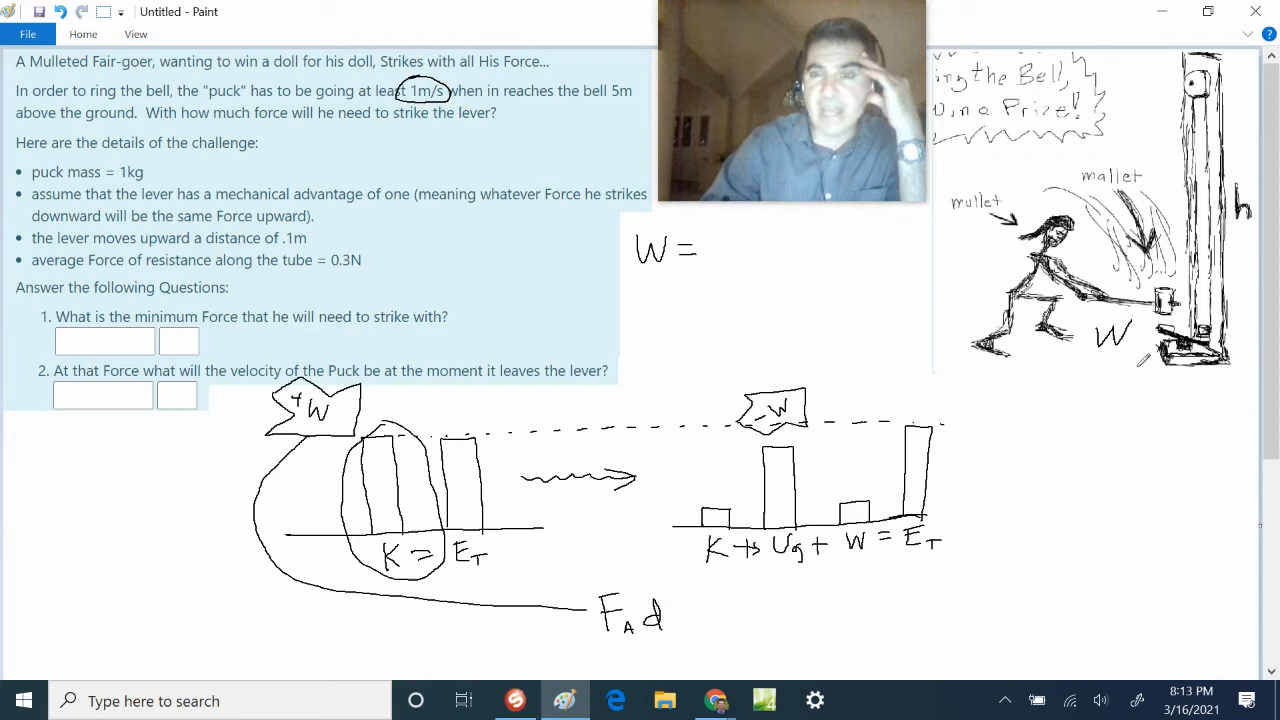 Untitled - Paint
File Home View
A Mulleted Fair-goer, wanting to win a doll for his doll, Strikes with all His Force...
In order to ring the bell, the "puck" has to be going at least 1m/s when in reaches the bell 5m
above the ground. With how much force will he need to strike the lever?
Here are the details of the challenge:
• puck mass = 1kg
• assume that the lever has a mechanical advantage of one (meaning whatever Force he strikes
downward will be the same Force upward).
• the lever moves upward a distance of .1m
• average Force of resistance along the tube = 0.3N
Answer the following Questions:
1. What is the minimum Force that he will need to strike with?
2. At that Force what will the velocity of the Puck be at the moment it leaves the lever?
ing the Bell,
in a Prize!
mallet
mullet
h
W
W =
+W
-W
K = ET
K + Ug + W = ET
FA d
Type here to search
8:13 PM
3/16/2021